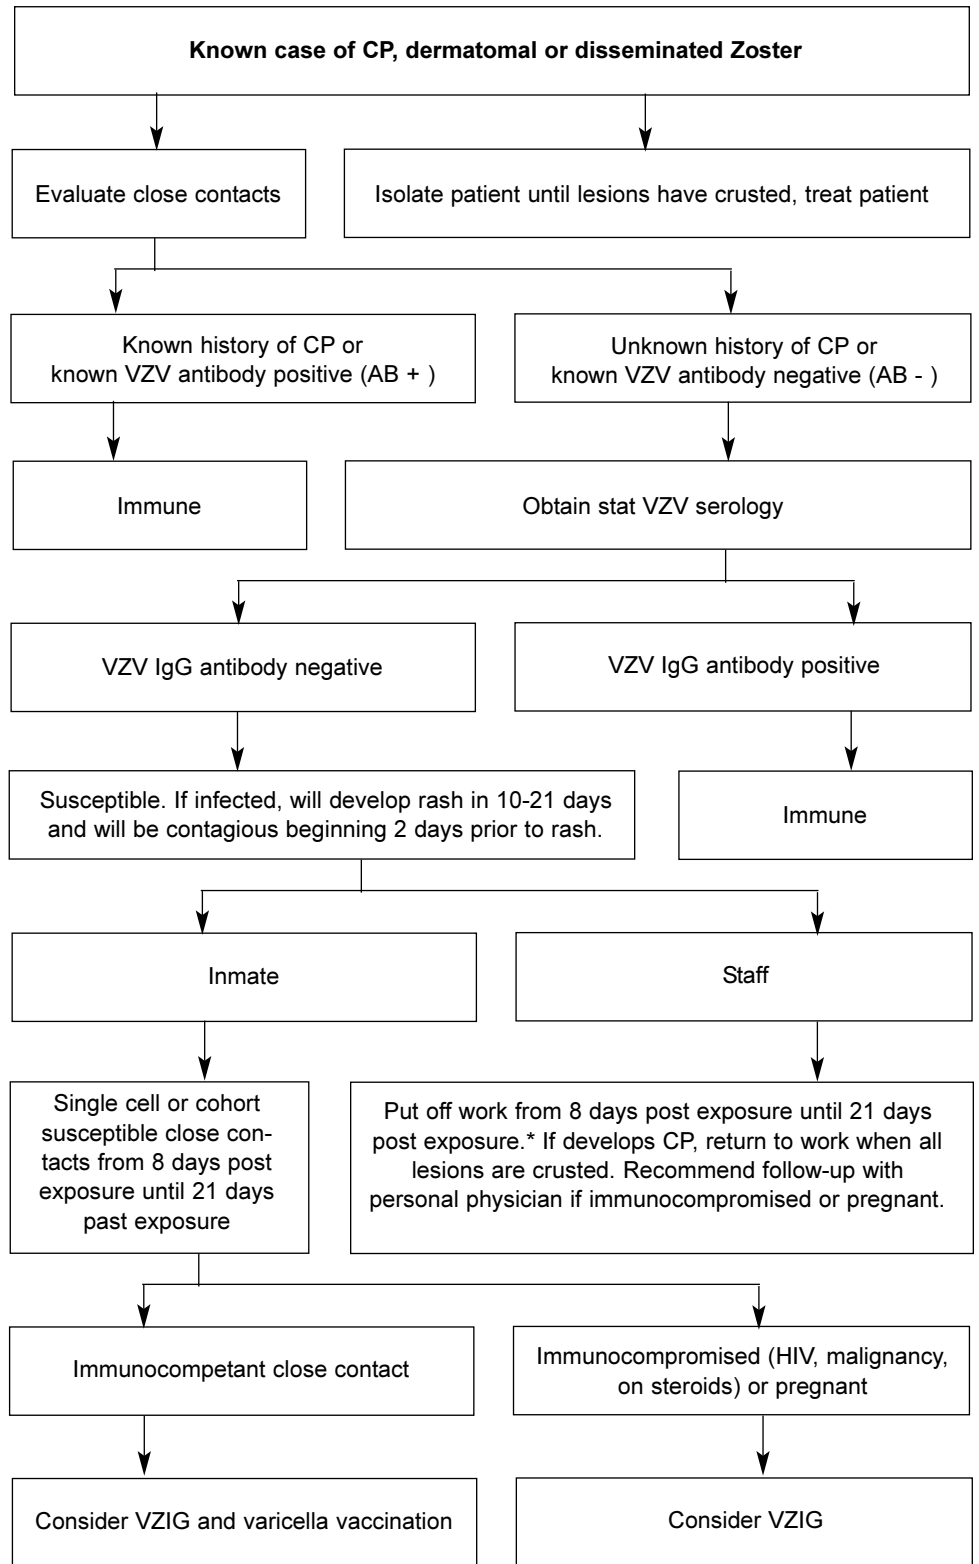 Known case of CP, dermatomal or disseminated Zoster
Evaluate close contacts
Isolate patient until lesions have crusted, treat patient
Known history of CP or
known VZV antibody positive (AB + )
Unknown history of CP or
known VZV antibody negative (AB - )
Immune
Obtain stat VZV serology
VZV IgG antibody negative
VZV IgG antibody positive
Susceptible. If infected, will develop rash in 10-21 days
and will be contagious beginning 2 days prior to rash.
Immune
Inmate
Staff
Single cell or cohort
susceptible close con-
tacts from 8 days post
exposure until 21 days
past exposure
Put off work from 8 days post exposure until 21 days
post exposure.* If develops CP, return to work when all
lesions are crusted. Recommend follow-up with
personal physician if immunocompromised or pregnant.
Immunocompetant close contact
Immunocompromised (HIV, malignancy,
on steroids) or pregnant
Consider VZIG and varicella vaccination
Consider VZIG